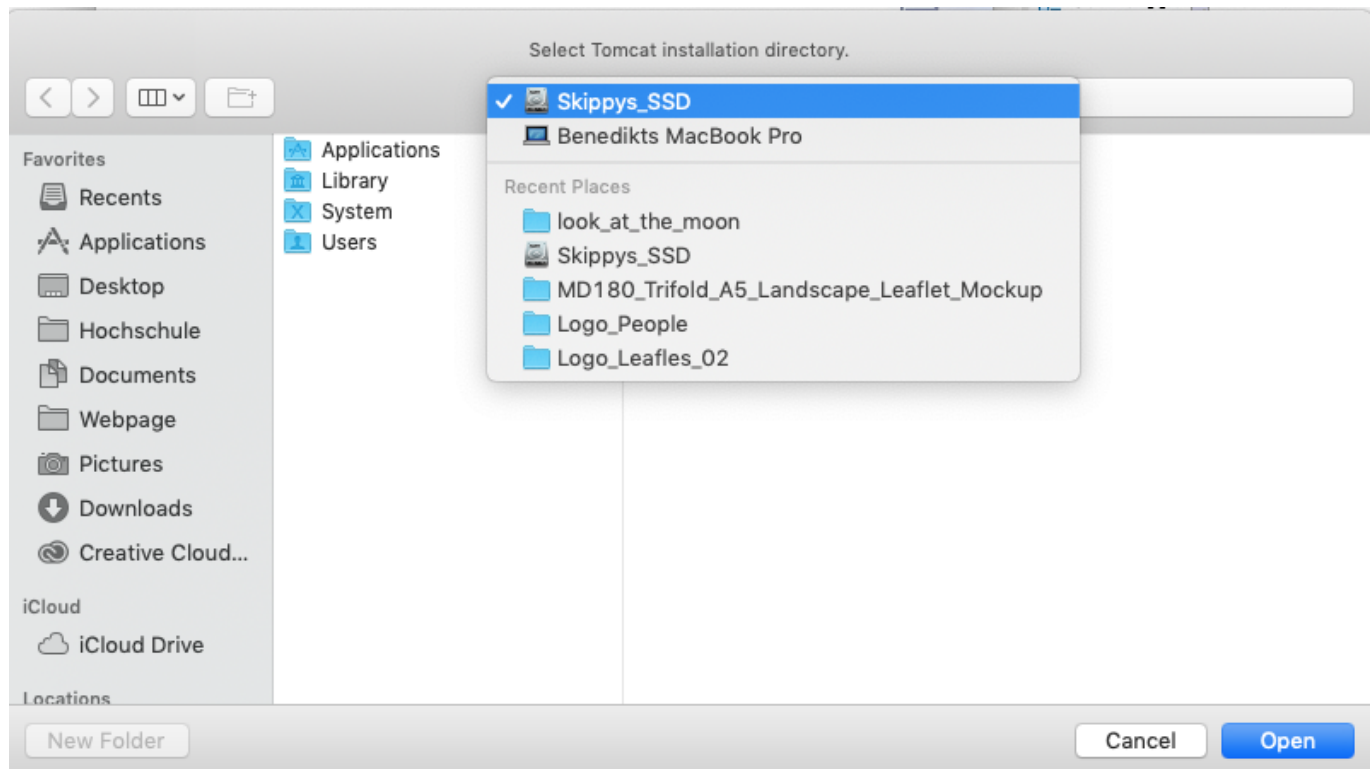 Select Tomcat installation directory.
Skippys_SSD
Benedikts MacBook Pro
Recent Places
look_at_the_moon
Skippys_SSD
MD180_Trifold_A5_Landscape_Leaflet_Mockup
Logo_People
Logo_Leafles_02
Favorites
Recents
Applications
Desktop
Hochschule
Documents
Webpage
Pictures
Downloads
Creative Cloud...
iCloud
iCloud Drive
Locations
Applications
Library
System
Users
New Folder
Cancel
Open